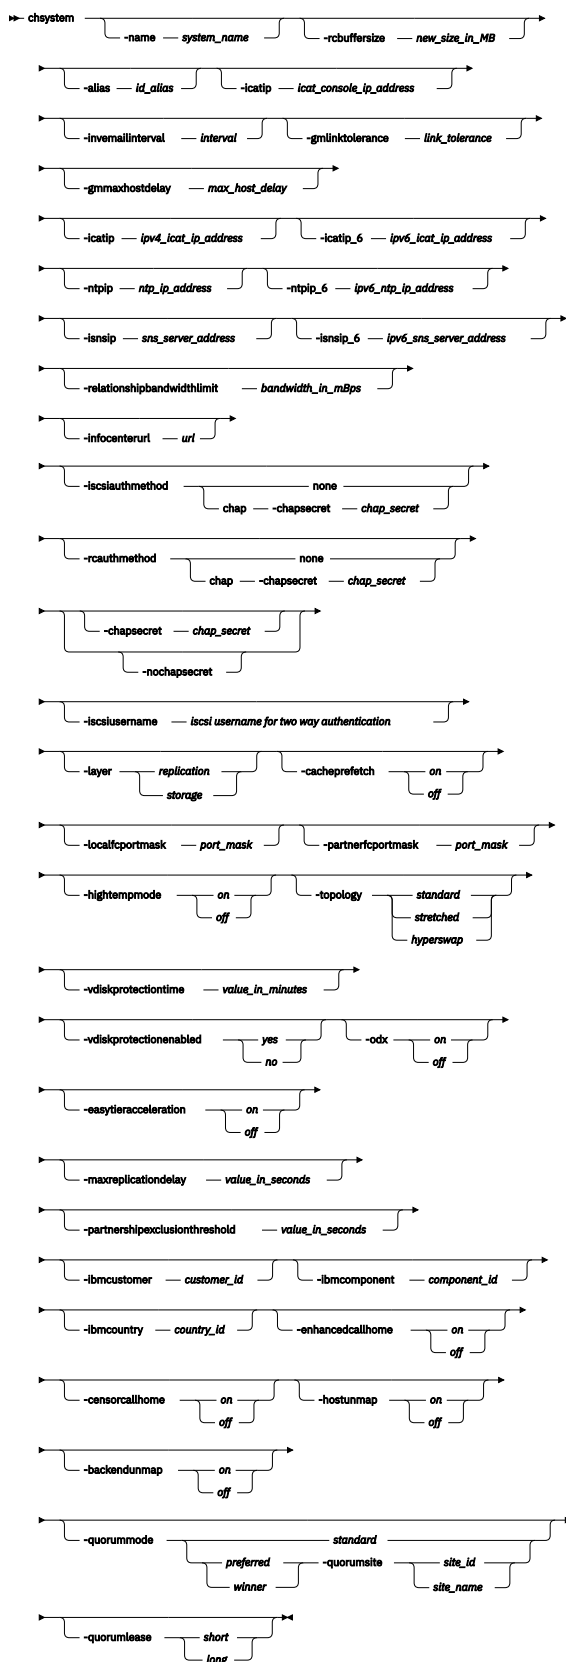 chsystem
-name system_name -rcbuffersize new_size_in_MB
-alias id_alias -icatip icat_console_ip_address
-invemailinterval interval -gmlinktolerance link_tolerance
-gmmaxhostdelay max_host_delay
-icatip ipv4_icat_ip_address -icatip_6 ipv6_icat_ip_address
-ntpip ntp_ip_address -ntpip_6 ipv6_ntp_ip_address
-isnsip sns_server_address -isnsip_6 ipv6_sns_server_address
-relationshipbandwidthlimit bandwidth_in_mBps
-infocenterurl url
-iscsiauthmethod none
chap -chapsecret chap_secret
-rcauthmethod none
chap -chapsecret chap_secret
-chapsecret chap_secret
-nochapsecret
-iscsiusername iscsi username for two way authentication
-layer replication -cacheprefetch on
storage off
-localfcportmask port_mask -partnerfcportmask port_mask
-hightempmode on -topology standard
off stretched
hyperswap
-vdiskprotectiontime value_in_minutes
-vdiskprotectionenabled yes -odx on
no off
-easytieracceleration on
off
-maxreplicationdelay value_in_seconds
-partnershipexclusionthreshold value_in_seconds
-ibmcustomer customer_id -ibmcomponent component_id
-ibmcountry country_id -enhancedcallhome on
off
-censorcallhome on -hostunmap on
off off
-backendunmap on
off
-quorummode standard
preferred -quorumsite site_id
winner site_name
-quorumlease short
long